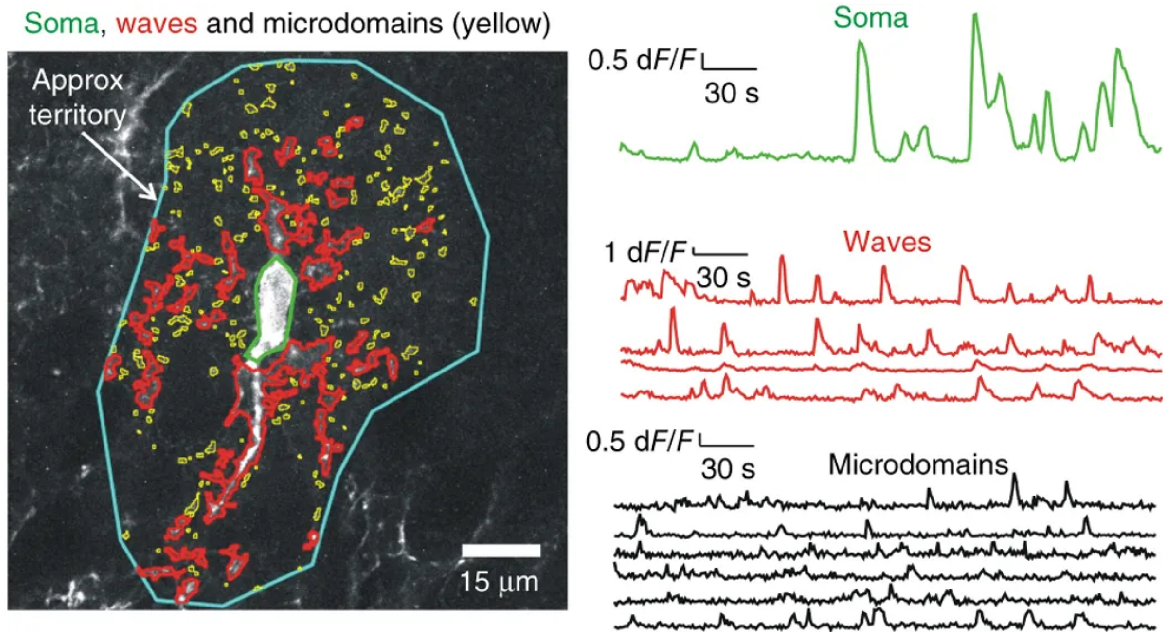 Soma, waves and microdomains (yellow)
Approx
territory
15 μm
Soma
0.5 dF/F
30 s
Waves
1 dF/F
30 s
0.5 dF/F
30 s
Microdomains